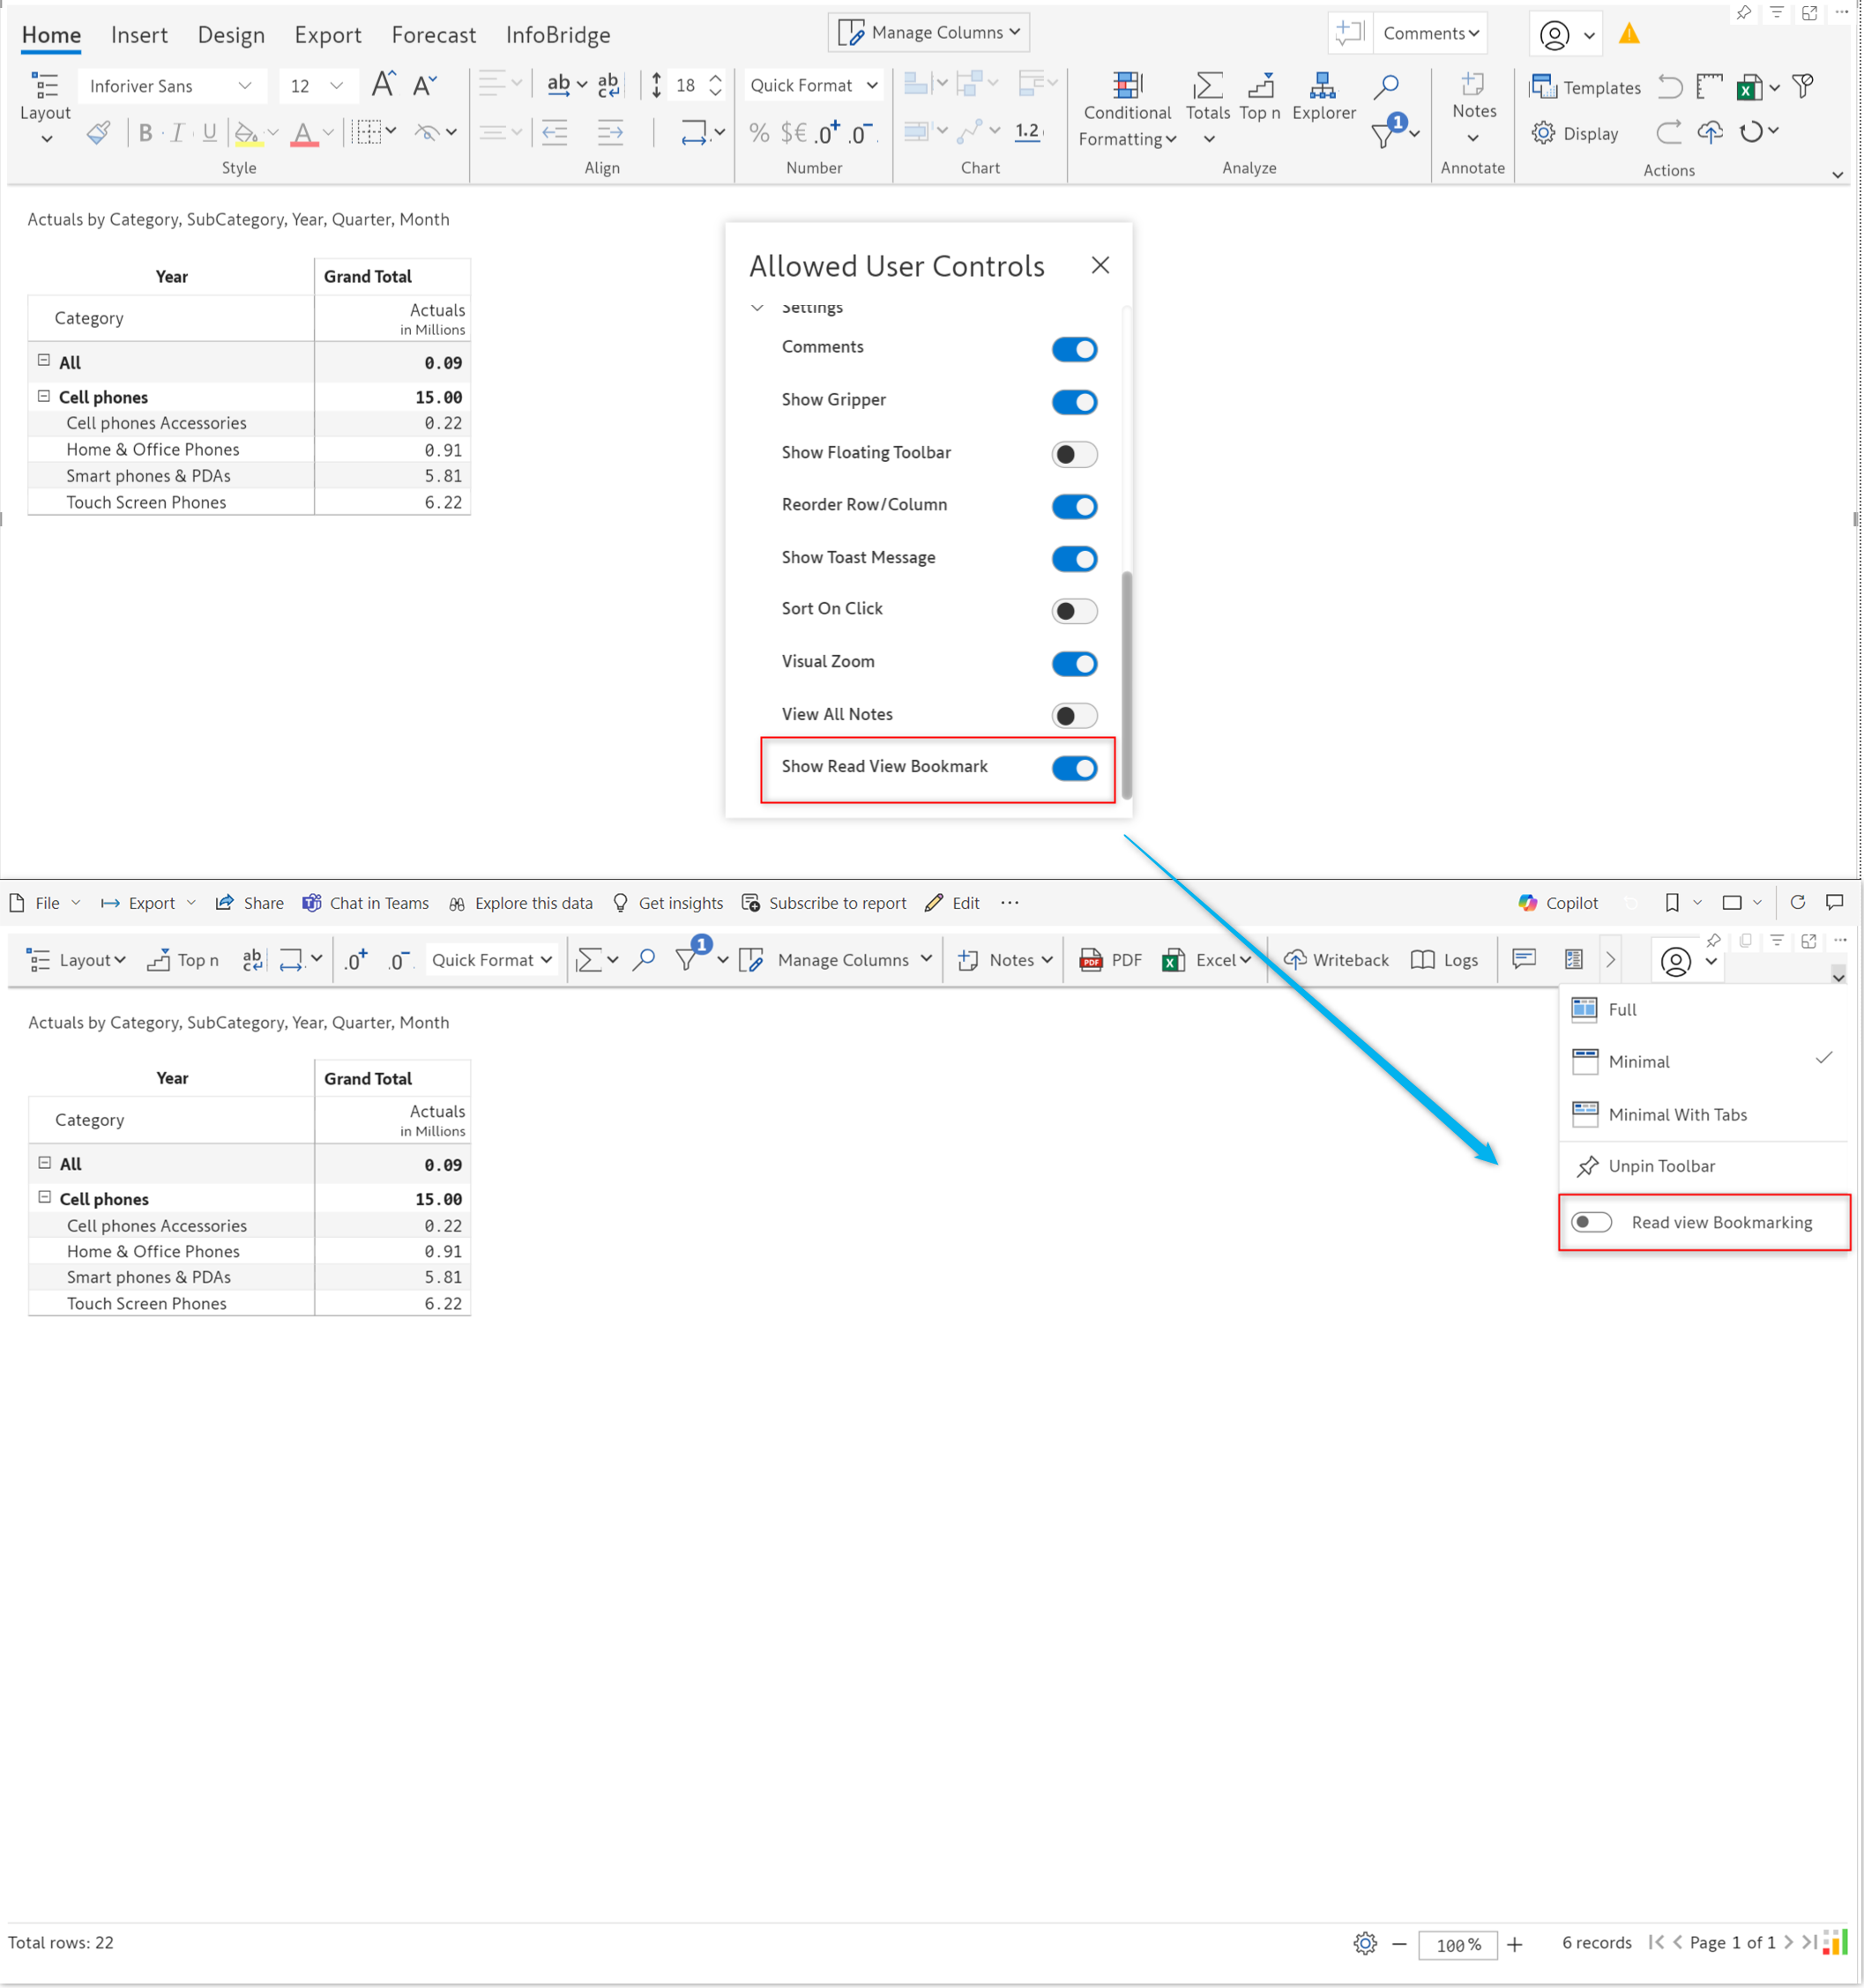 Home Insert Design Export Forecast InfoBridge Manage Columns Comments
Layout Inforiver Sans 12 A A ab ab c 18 Quick Format Conditional Formatting Totals Top n Explorer 1 Notes Templates
B I U A % $€ .0+ .0- 1.2 Display
Style Align Number Chart Analyze Annotate Actions
Actuals by Category, SubCategory, Year, Quarter, Month
Year Grand Total
Category Actuals
in Millions
All 0.09
Cell phones 15.00
Cell phones Accessories 0.22
Home & Office Phones 0.91
Smart phones & PDAs 5.81
Touch Screen Phones 6.22
Allowed User Controls
Settings
Comments
Show Gripper
Show Floating Toolbar
Reorder Row/Column
Show Toast Message
Sort On Click
Visual Zoom
View All Notes
Show Read View Bookmark
File Export Share Chat in Teams Explore this data Get insights Subscribe to report Edit ... Copilot
Layout Top n ab c .0+ .0- Quick Format 1 Manage Columns Notes PDF PDF Excel Writeback Logs
Actuals by Category, SubCategory, Year, Quarter, Month
Year Grand Total
Category Actuals
in Millions
All 0.09
Cell phones 15.00
Cell phones Accessories 0.22
Home & Office Phones 0.91
Smart phones & PDAs 5.81
Touch Screen Phones 6.22
Full
Minimal
Minimal With Tabs
Unpin Toolbar
Read view Bookmarking
Total rows: 22 100 % 6 records Page 1 of 1